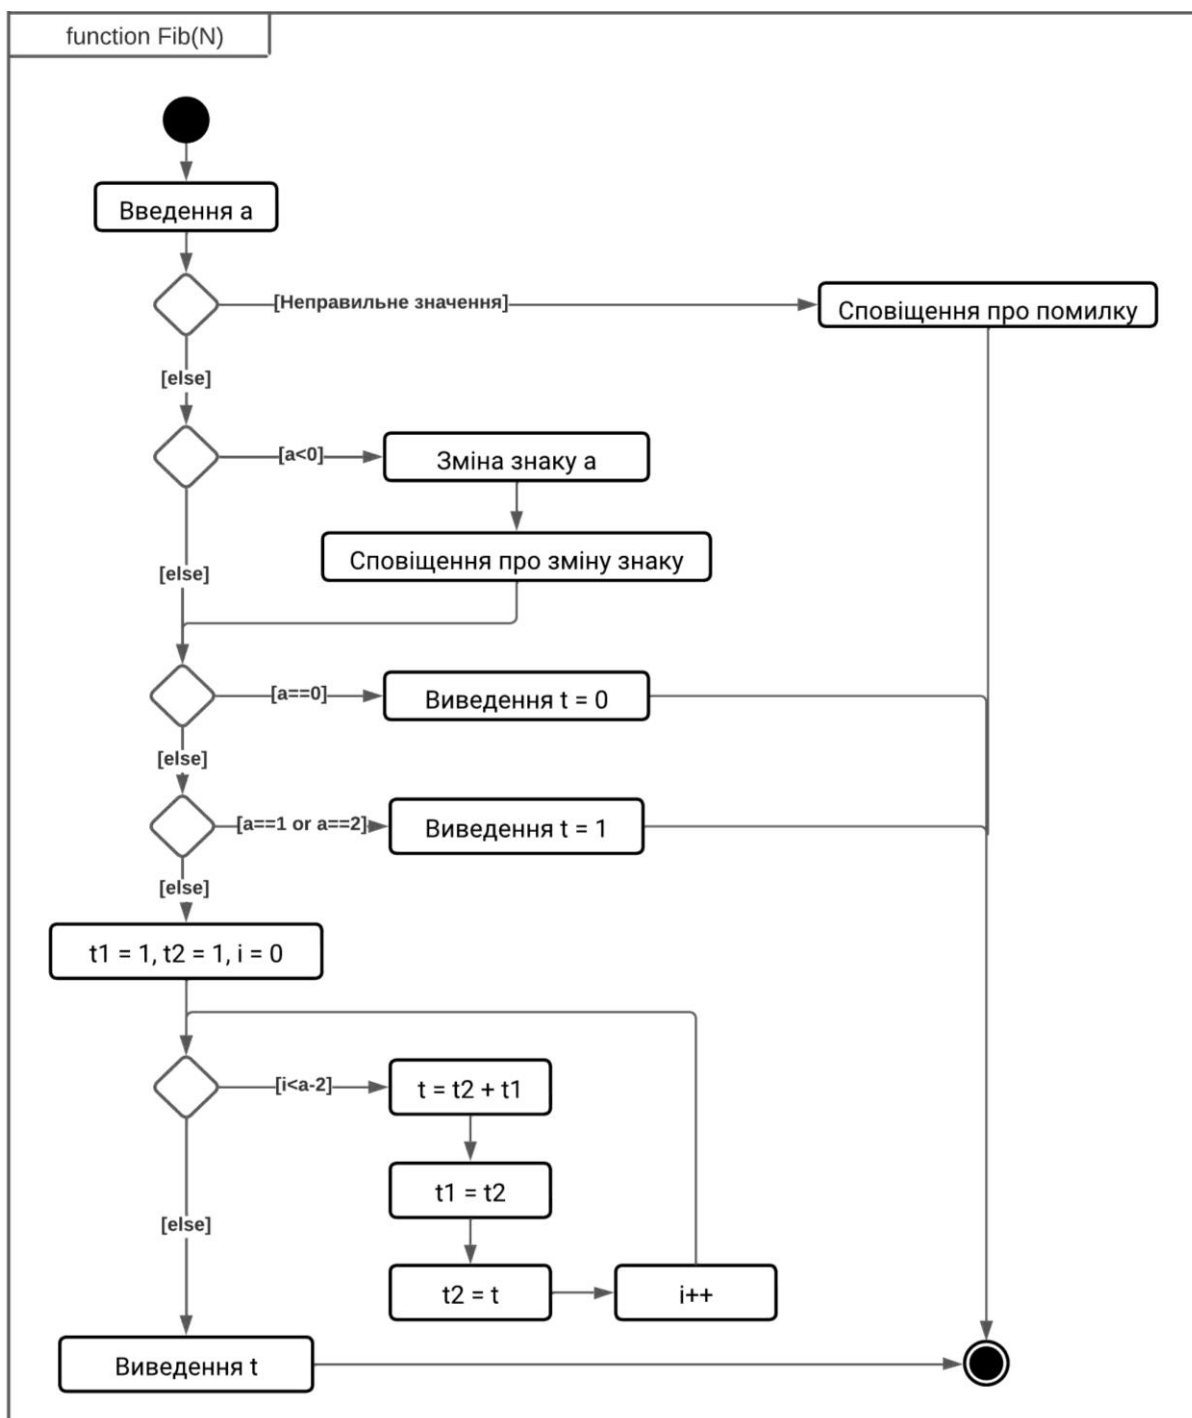 function Fib(N)
Введення a
[Неправильне значення]
Сповіщення про помилку
[else]
[a<0]
Зміна знаку a
Сповіщення про зміну знаку
[else]
[a==0]
Виведення t = 0
[else]
[a==1 or a==2]
Виведення t = 1
[else]
t1 = 1, t2 = 1, i = 0
[i<a-2]
t = t2 + t1
t1 = t2
[else]
t2 = t
i++
Виведення t